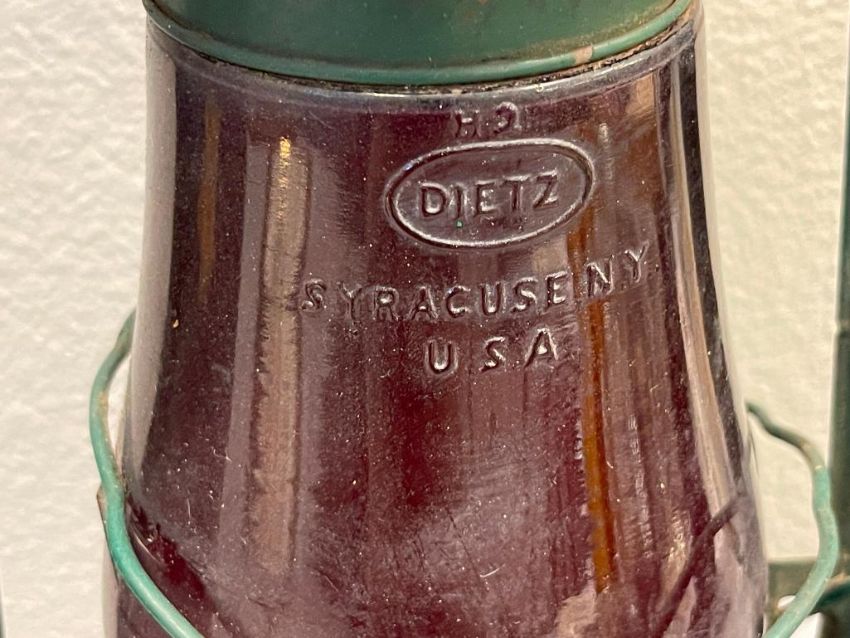 DIETZ
SYRACUSE N.Y.
U S A